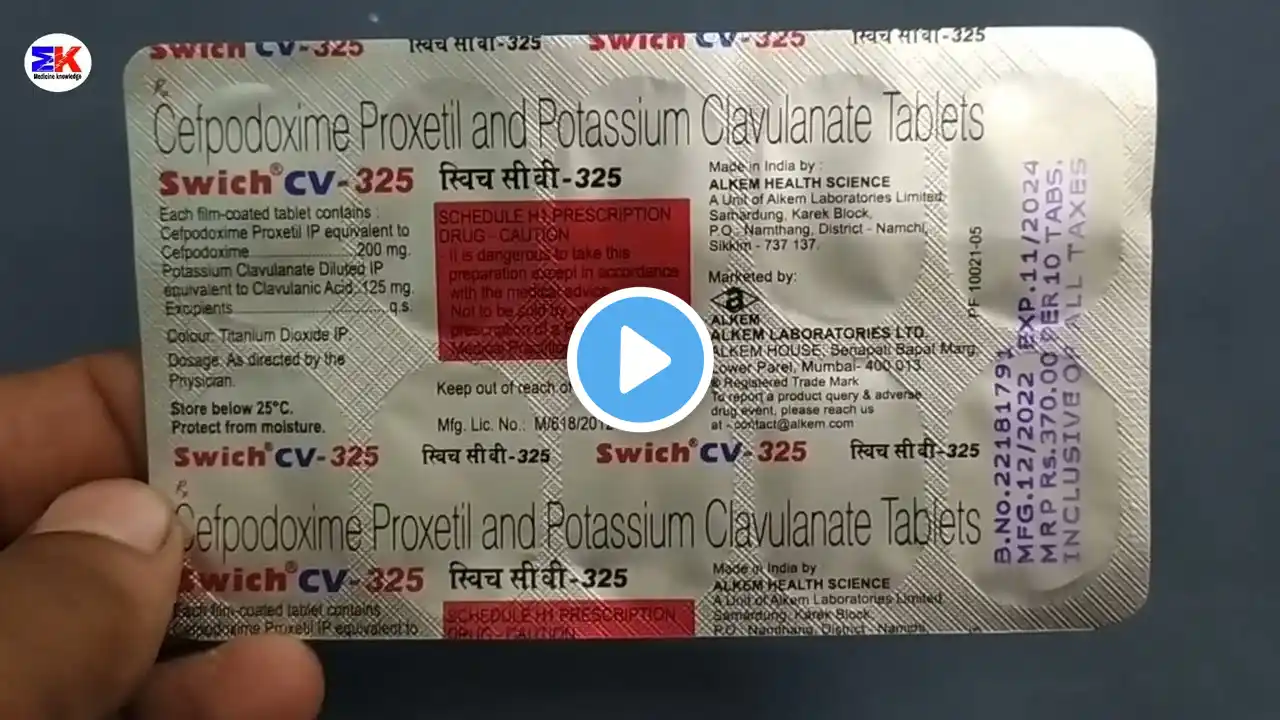 ΣK
Medicine knowledge
Swich CV-325 स्विच सी वी-325 Swich CV-325 स्विच सी वी-325
Rx
Cefpodoxime Proxetil and Potassium Clavulanate Tablets
Swich® CV-325 स्विच सी वी-325
Each film-coated tablet contains :
Cefpodoxime Proxetil IP equivalent to
Cefpodoxime 200 mg.
Potassium Clavulanate Diluted IP
equivalent to Clavulanic Acid 125 mg.
Excipients q.s.
Colour: Titanium Dioxide IP
Dosage: As directed by the
Physician.
Store below 25°C.
Protect from moisture.
SCHEDULE H1 PRESCRIPTION
DRUG - CAUTION
It is dangerous to take this
preparation except in accordance
with the medical advice
Not to be sold by
prescription of a
Medical
Keep out of reach of
Mfg. Lic. No.: M/618/201
Made in India by :
ALKEM HEALTH SCIENCE
A Unit of Alkem Laboratories Limited
Samardung, Karek Block,
P.O.: Namthang, District - Namchi,
Sikkim - 737 137.
Marketed by:
a
ALKEM
ALKEM LABORATORIES LTD.
ALKEM HOUSE, Senapati Bapat Marg,
Lower Parel, Mumbai- 400 013.
® Registered Trade Mark
To report a product query & adverse
drug event, please reach us
at - contact@alkem.com
PF 10021-05
B.No.22181791
MFG.12/2022 EXP.11/2024
MRP Rs.370.00 PER 10 TABS.
INCLUSIVE OF ALL TAXES
Swich® CV-325 स्विच सी वी-325 Swich® CV-325 स्विच सी वी-325
Rx
Cefpodoxime Proxetil and Potassium Clavulanate Tablets
Swich® CV-325 स्विच सी वी-325
Each film-coated tablet contains
Cefpodoxime Proxetil IP equivalent to
SCHEDULE H1 PRESCRIPTION
DRUG - CAUTION
Made in India by
ALKEM HEALTH SCIENCE
A Unit of Alkem Laboratories Limited
Samardung, Karek Block,
P.O. Namthang, District - Namchi,